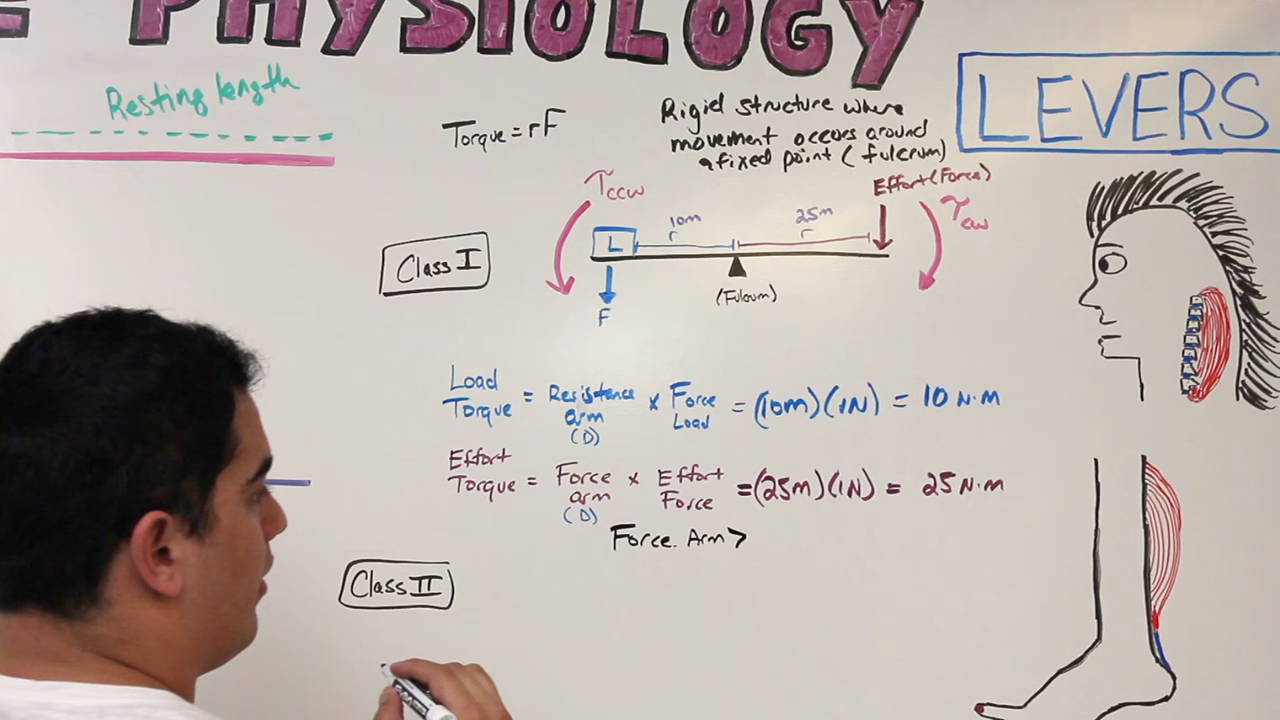 E PHYSIOLOGY
LEVERS
Resting length
Torque = rF
Rigid structure where
movement occurs around
a fixed point (fulcrum)
Effort (Force)
τccw
τcw
10m
r
25m
r
Class I
L
F
(Fulcrum)
Load
Torque = Resistance arm (D) × Force Load = (10m)(1N) = 10 N·m
Effort
Torque = Force arm (D) × Effort Force = (25m)(1N) = 25 N·m
Force Arm >
Class II